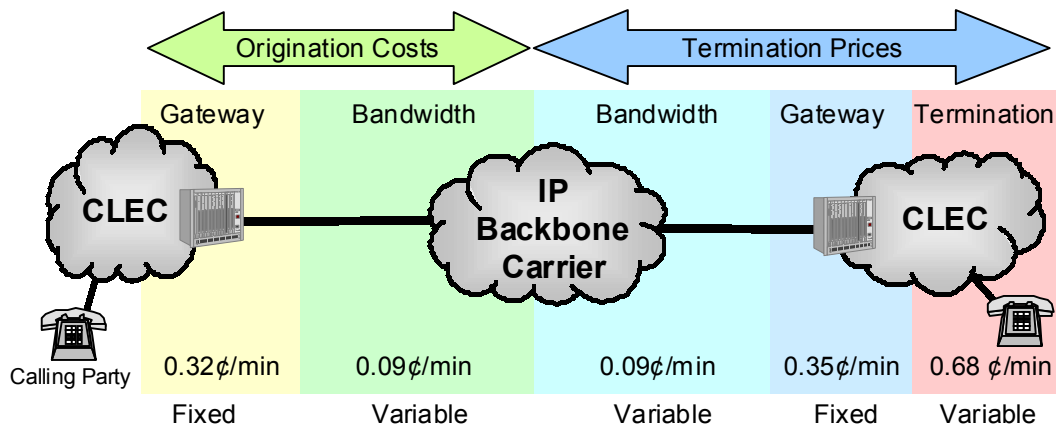 Origination Costs Termination Prices
Gateway Bandwidth Bandwidth Gateway Termination
CLEC
IP
Backbone
Carrier
CLEC
Calling Party
0.32¢/min 0.09¢/min 0.09¢/min 0.35¢/min 0.68 ¢/min
Fixed Variable Variable Fixed Variable